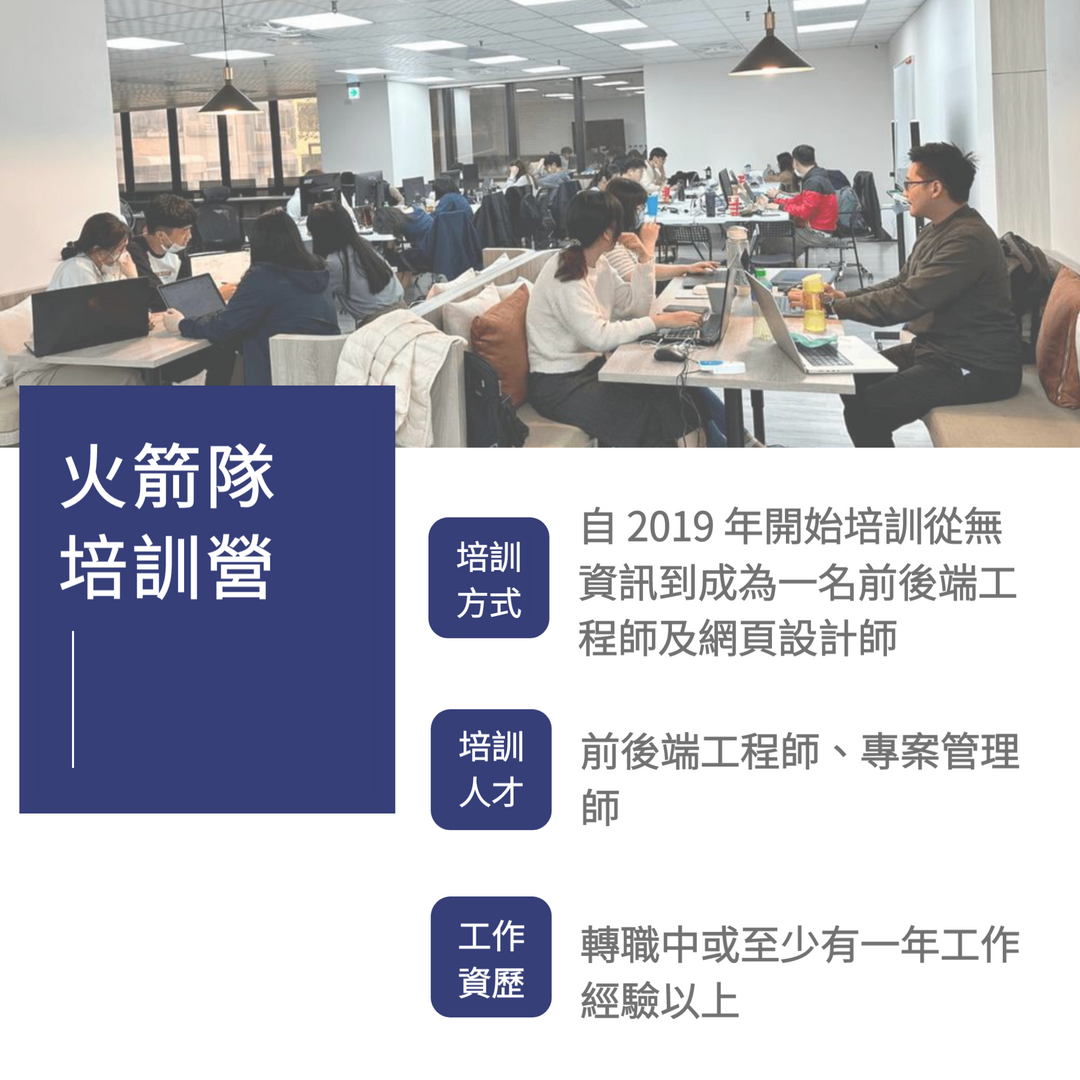 火箭隊
培訓營
培訓
方式
自 2019 年開始培訓從無
資訊到成為一名前後端工
程師及網頁設計師
培訓
人才
前後端工程師、專案管理
師
工作
資歷
轉職中或至少有一年工作
經驗以上